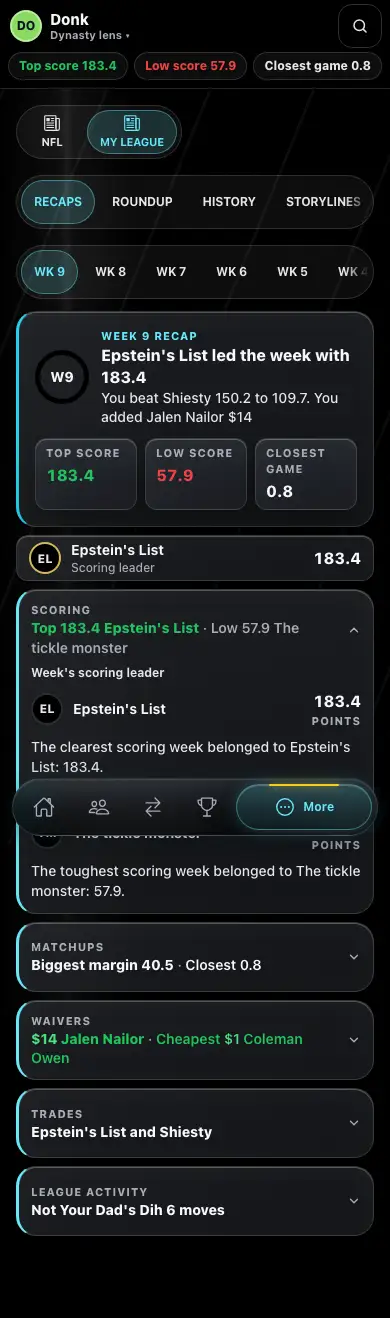 DO
Donk
Dynasty lens ▾
Top score 183.4
Low score 57.9
Closest game 0.8
NFL
MY LEAGUE
RECAPS
ROUNDUP
HISTORY
STORYLINES
WK 9
WK 8
WK 7
WK 6
WK 5
WK 4
W9
WEEK 9 RECAP
Epstein's List led the week with
183.4
You beat Shiesty 150.2 to 109.7. You
added Jalen Nailor $14
TOP SCORE
183.4
LOW SCORE
57.9
CLOSEST
GAME
0.8
EL
Epstein's List
Scoring leader
183.4
SCORING
Top 183.4 Epstein's List · Low 57.9 The
tickle monster
Week's scoring leader
EL
Epstein's List
183.4
POINTS
The clearest scoring week belonged to Epstein's
List: 183.4.
More
The tickle monster
POINTS
The toughest scoring week belonged to The tickle
monster: 57.9.
MATCHUPS
Biggest margin 40.5 · Closest 0.8
WAIVERS
$14 Jalen Nailor · Cheapest $1 Coleman
Owen
TRADES
Epstein's List and Shiesty
LEAGUE ACTIVITY
Not Your Dad's Dih 6 moves